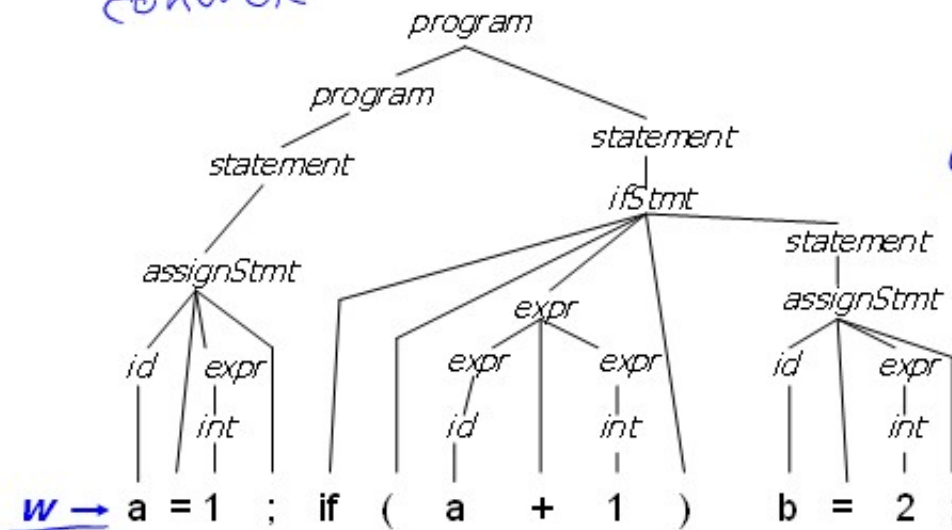 program
program
statement
statement
ifStmt
statement
assignStmt
assignStmt
expr
id expr expr expr id expr
int id int int
w → a = 1 ; if ( a + 1 ) b = 2